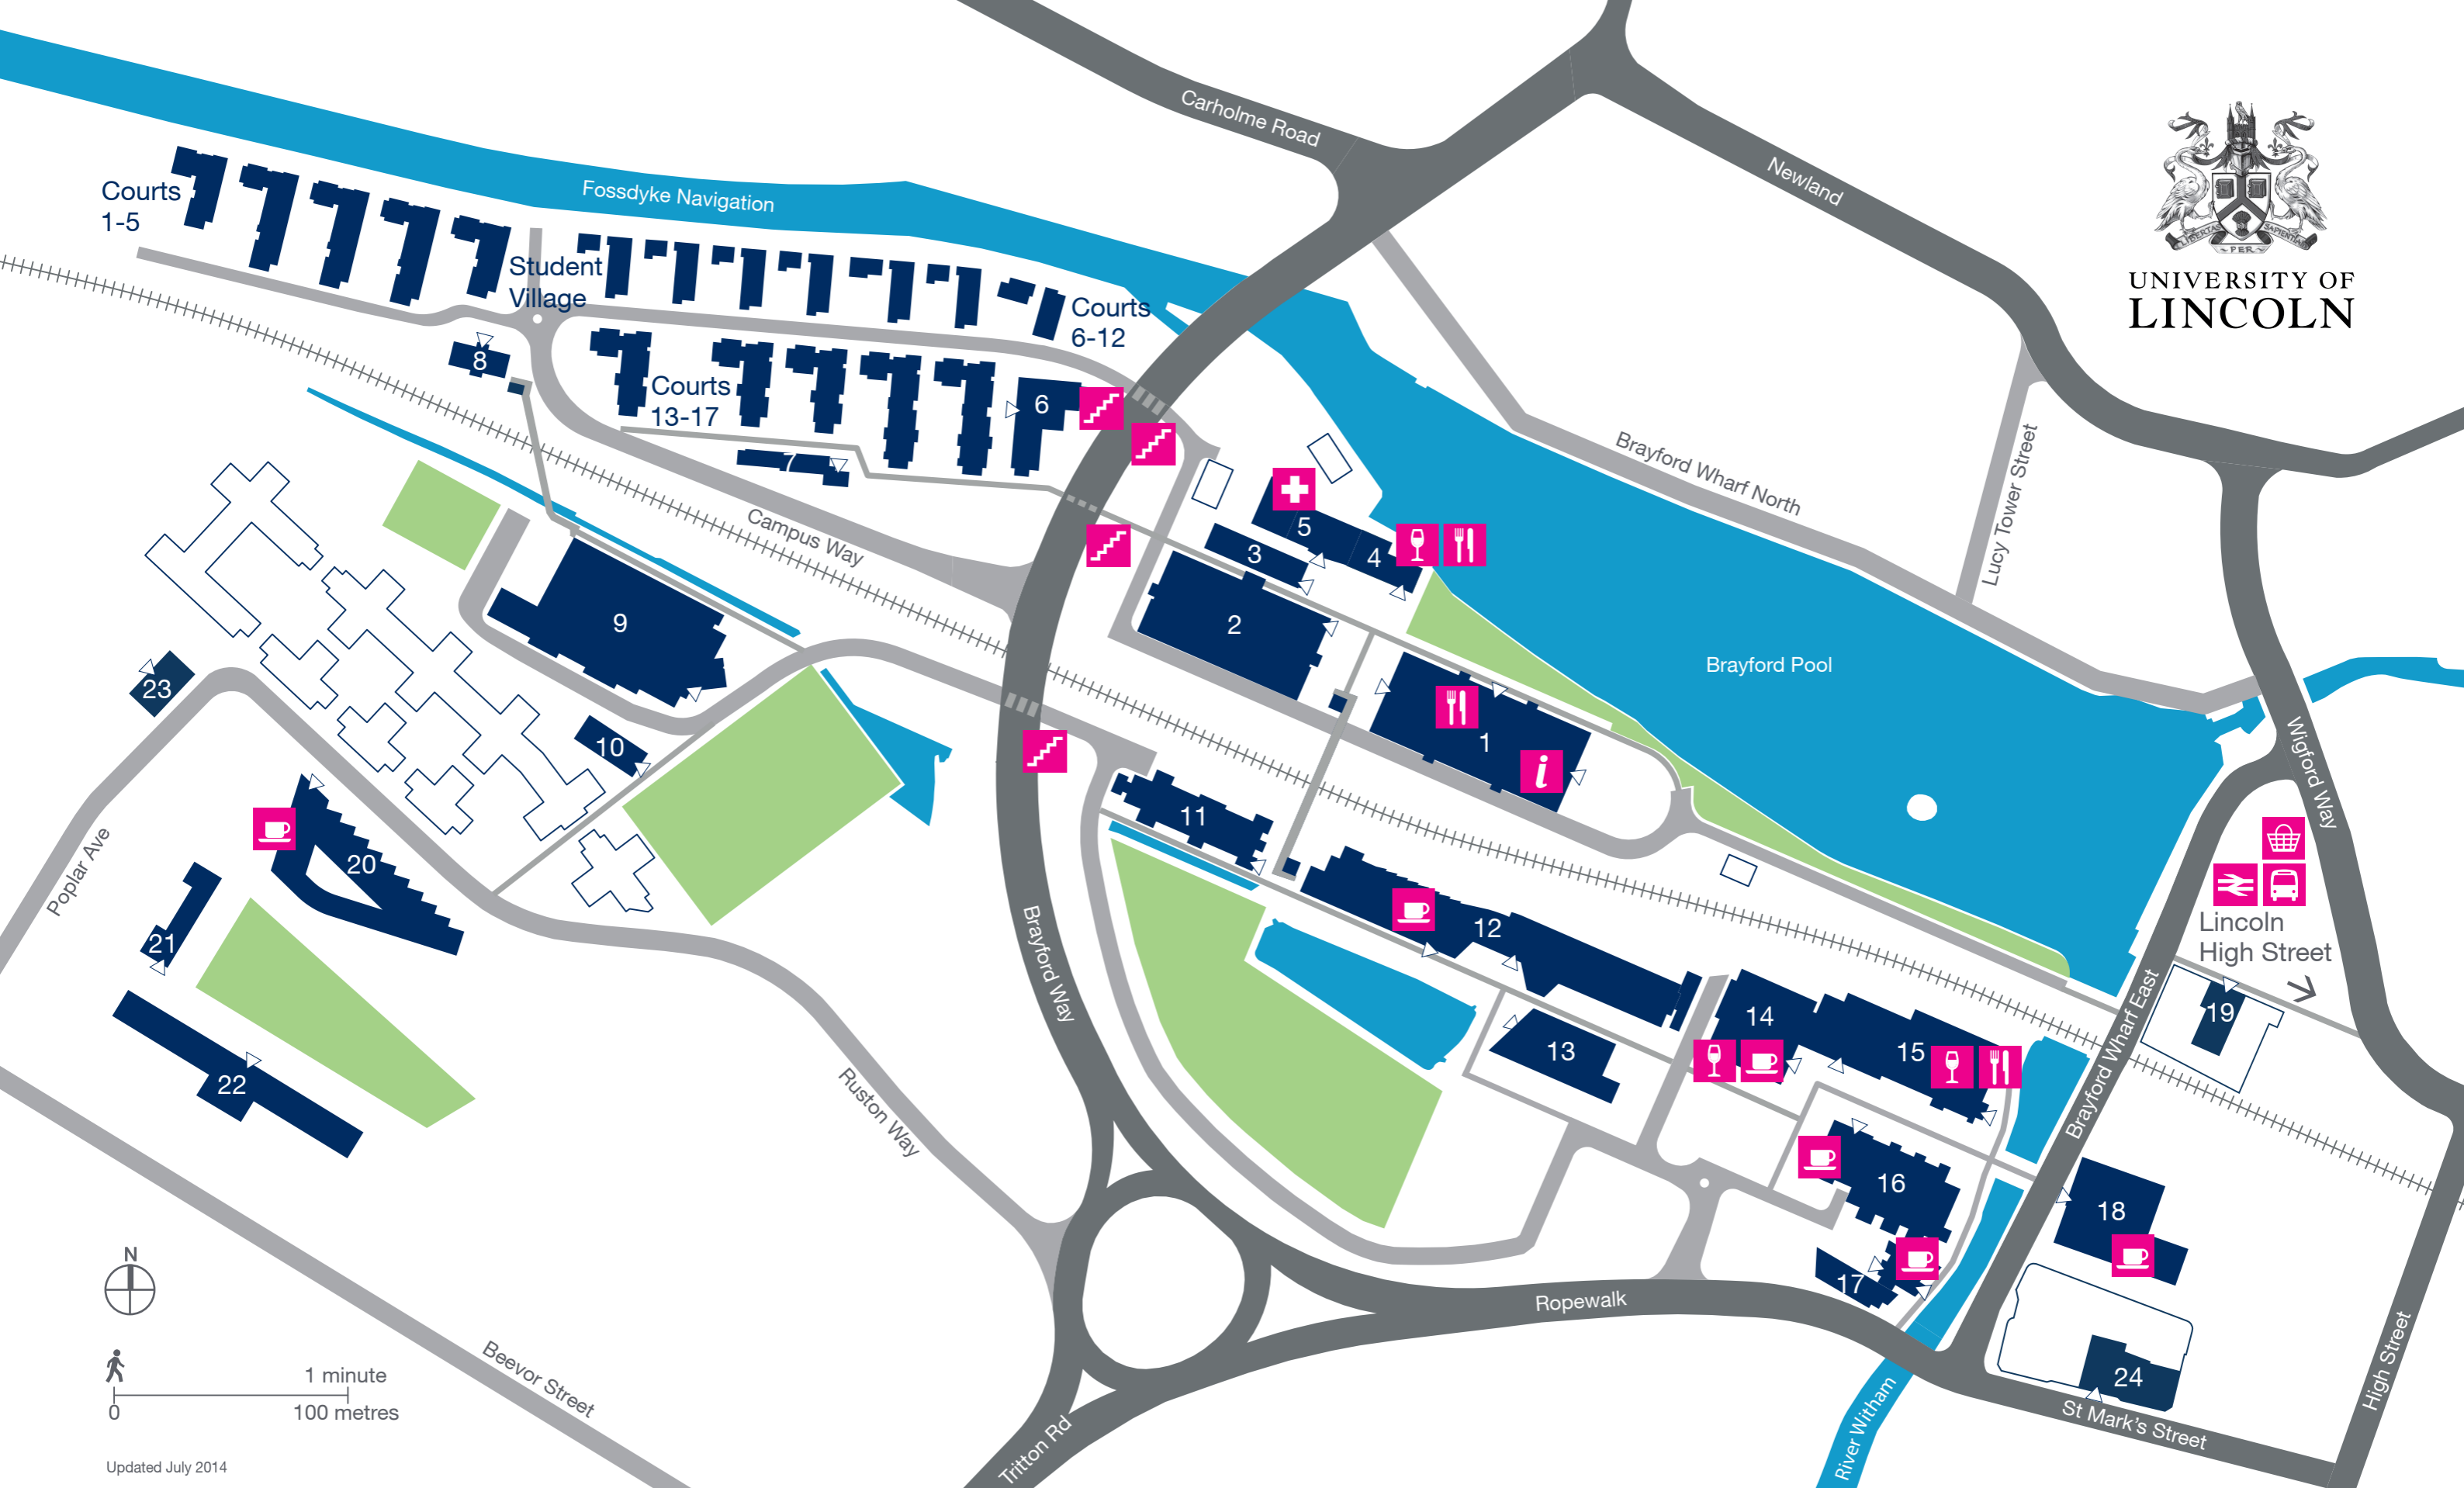 Carholme Road
Newland
UNIVERSITY OF
LINCOLN
LIBERTAS
SAPIENTIA
PER
Courts
1-5
Fossdyke Navigation
Student
Village
Courts
6-12
8
Courts
13-17
6
7
Campus Way
Brayford Wharf North
Lucy Tower Street
5
3
4
9
2
Brayford Pool
23
10
1
i
Wigford Way
11
20
Poplar Ave
21
12
Lincoln
High Street
Brayford Way
14
19
13
15
Brayford Wharf East
22
Ruston Way
16
18
N
17
Ropewalk
24
Beevor Street
1 minute
0
100 metres
High Street
St Mark's Street
Tritton Rd
River Witham
Updated July 2014